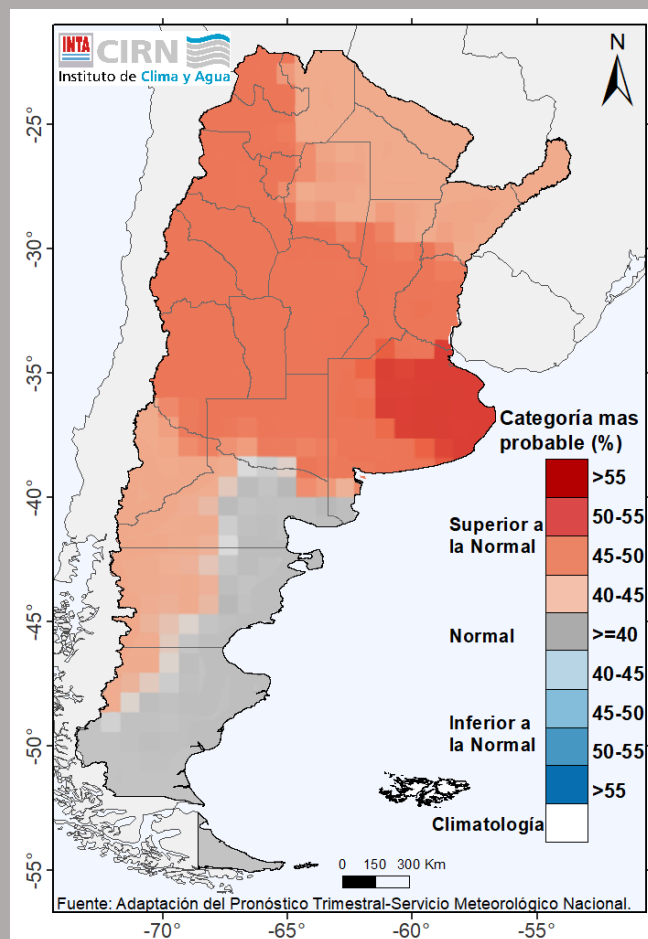 INTA CIRN
Instituto de Clima y Agua
N
-25°
-30°
-35°
-40°
-45°
-50°
-55°
Categoría mas
probable (%)
>55
50-55
Superior a
la Normal
45-50
40-45
Normal
>=40
40-45
45-50
Inferior a
la Normal
50-55
>55
Climatología
0 150 300 Km
Fuente: Adaptación del Pronóstico Trimestral-Servicio Meteorológico Nacional.
-70° -65° -60° -55°